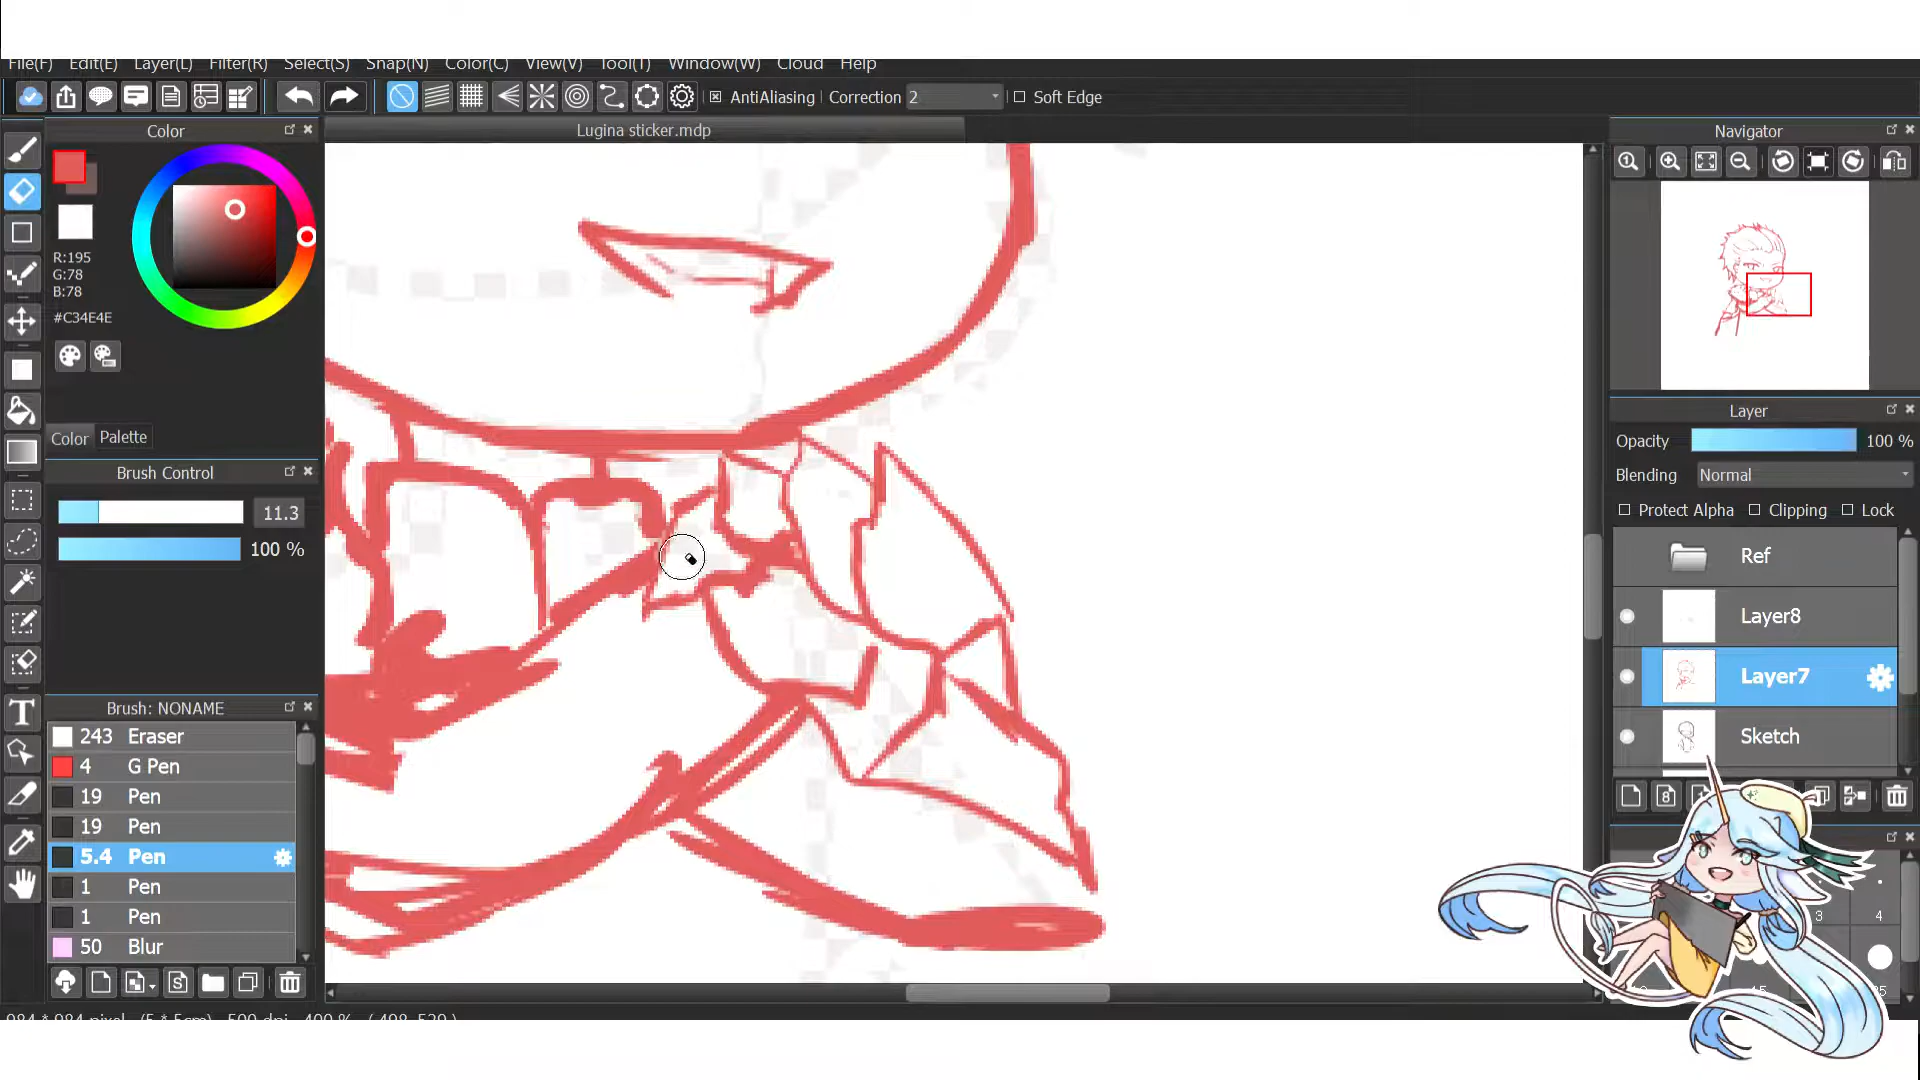 File(F) Edit(E) Layer(L) Filter(R) Select(S) Snap(N) Color(C) View(V) Tool(T) Window(W) Cloud Help
AntiAliasing Correction 2 Soft Edge
Color
Lugina sticker.mdp
Navigator
R:195
G:78
B:78
#C34E4E
Color Palette
Brush Control
11.3
100 %
Brush: NONAME
243 Eraser
4 G Pen
19 Pen
19 Pen
5.4 Pen
1 Pen
1 Pen
50 Blur
Layer
Opacity 100 %
Blending Normal
Protect Alpha Clipping Lock
Ref
Layer8
Layer7
Sketch
3 4
984 * 984 pixel (5 * 5cm) 500 dpi 400 % ( 498, 529 )